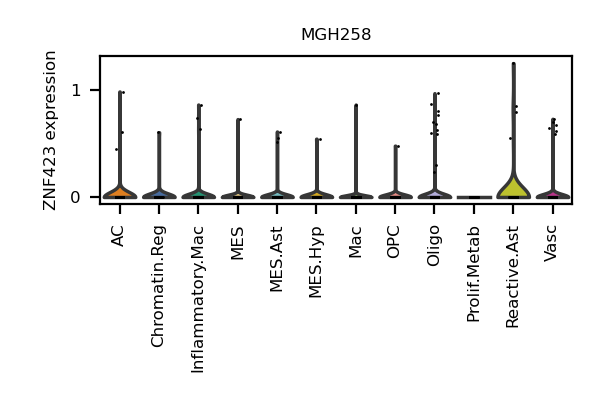 MGH258
ZNF423 expression
1
0
AC
Chromatin.Reg
Inflammatory.Mac
MES
MES.Ast
MES.Hyp
Mac
OPC
Oligo
Prolif.Metab
Reactive.Ast
Vasc